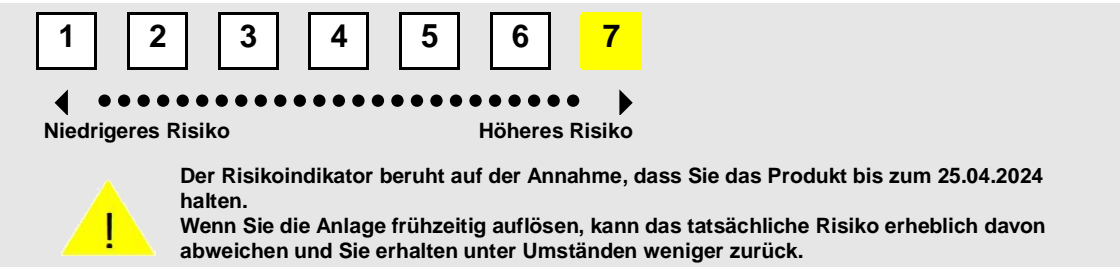 1 2 3 4 5 6 7
Niedrigeres Risiko Höheres Risiko
Der Risikoindikator beruht auf der Annahme, dass Sie das Produkt bis zum 25.04.2024
halten.
Wenn Sie die Anlage frühzeitig auflösen, kann das tatsächliche Risiko erheblich davon
abweichen und Sie erhalten unter Umständen weniger zurück.
!